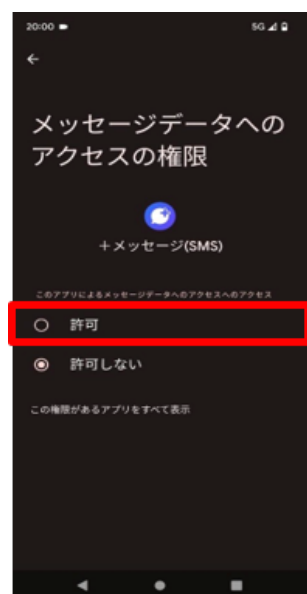 20:00 5G
メッセージデータへの
アクセスの権限
+メッセージ(SMS)
このアプリによるメッセージデータへのアクセスへのアクセス
許可
許可しない
この権限があるアプリをすべて表示